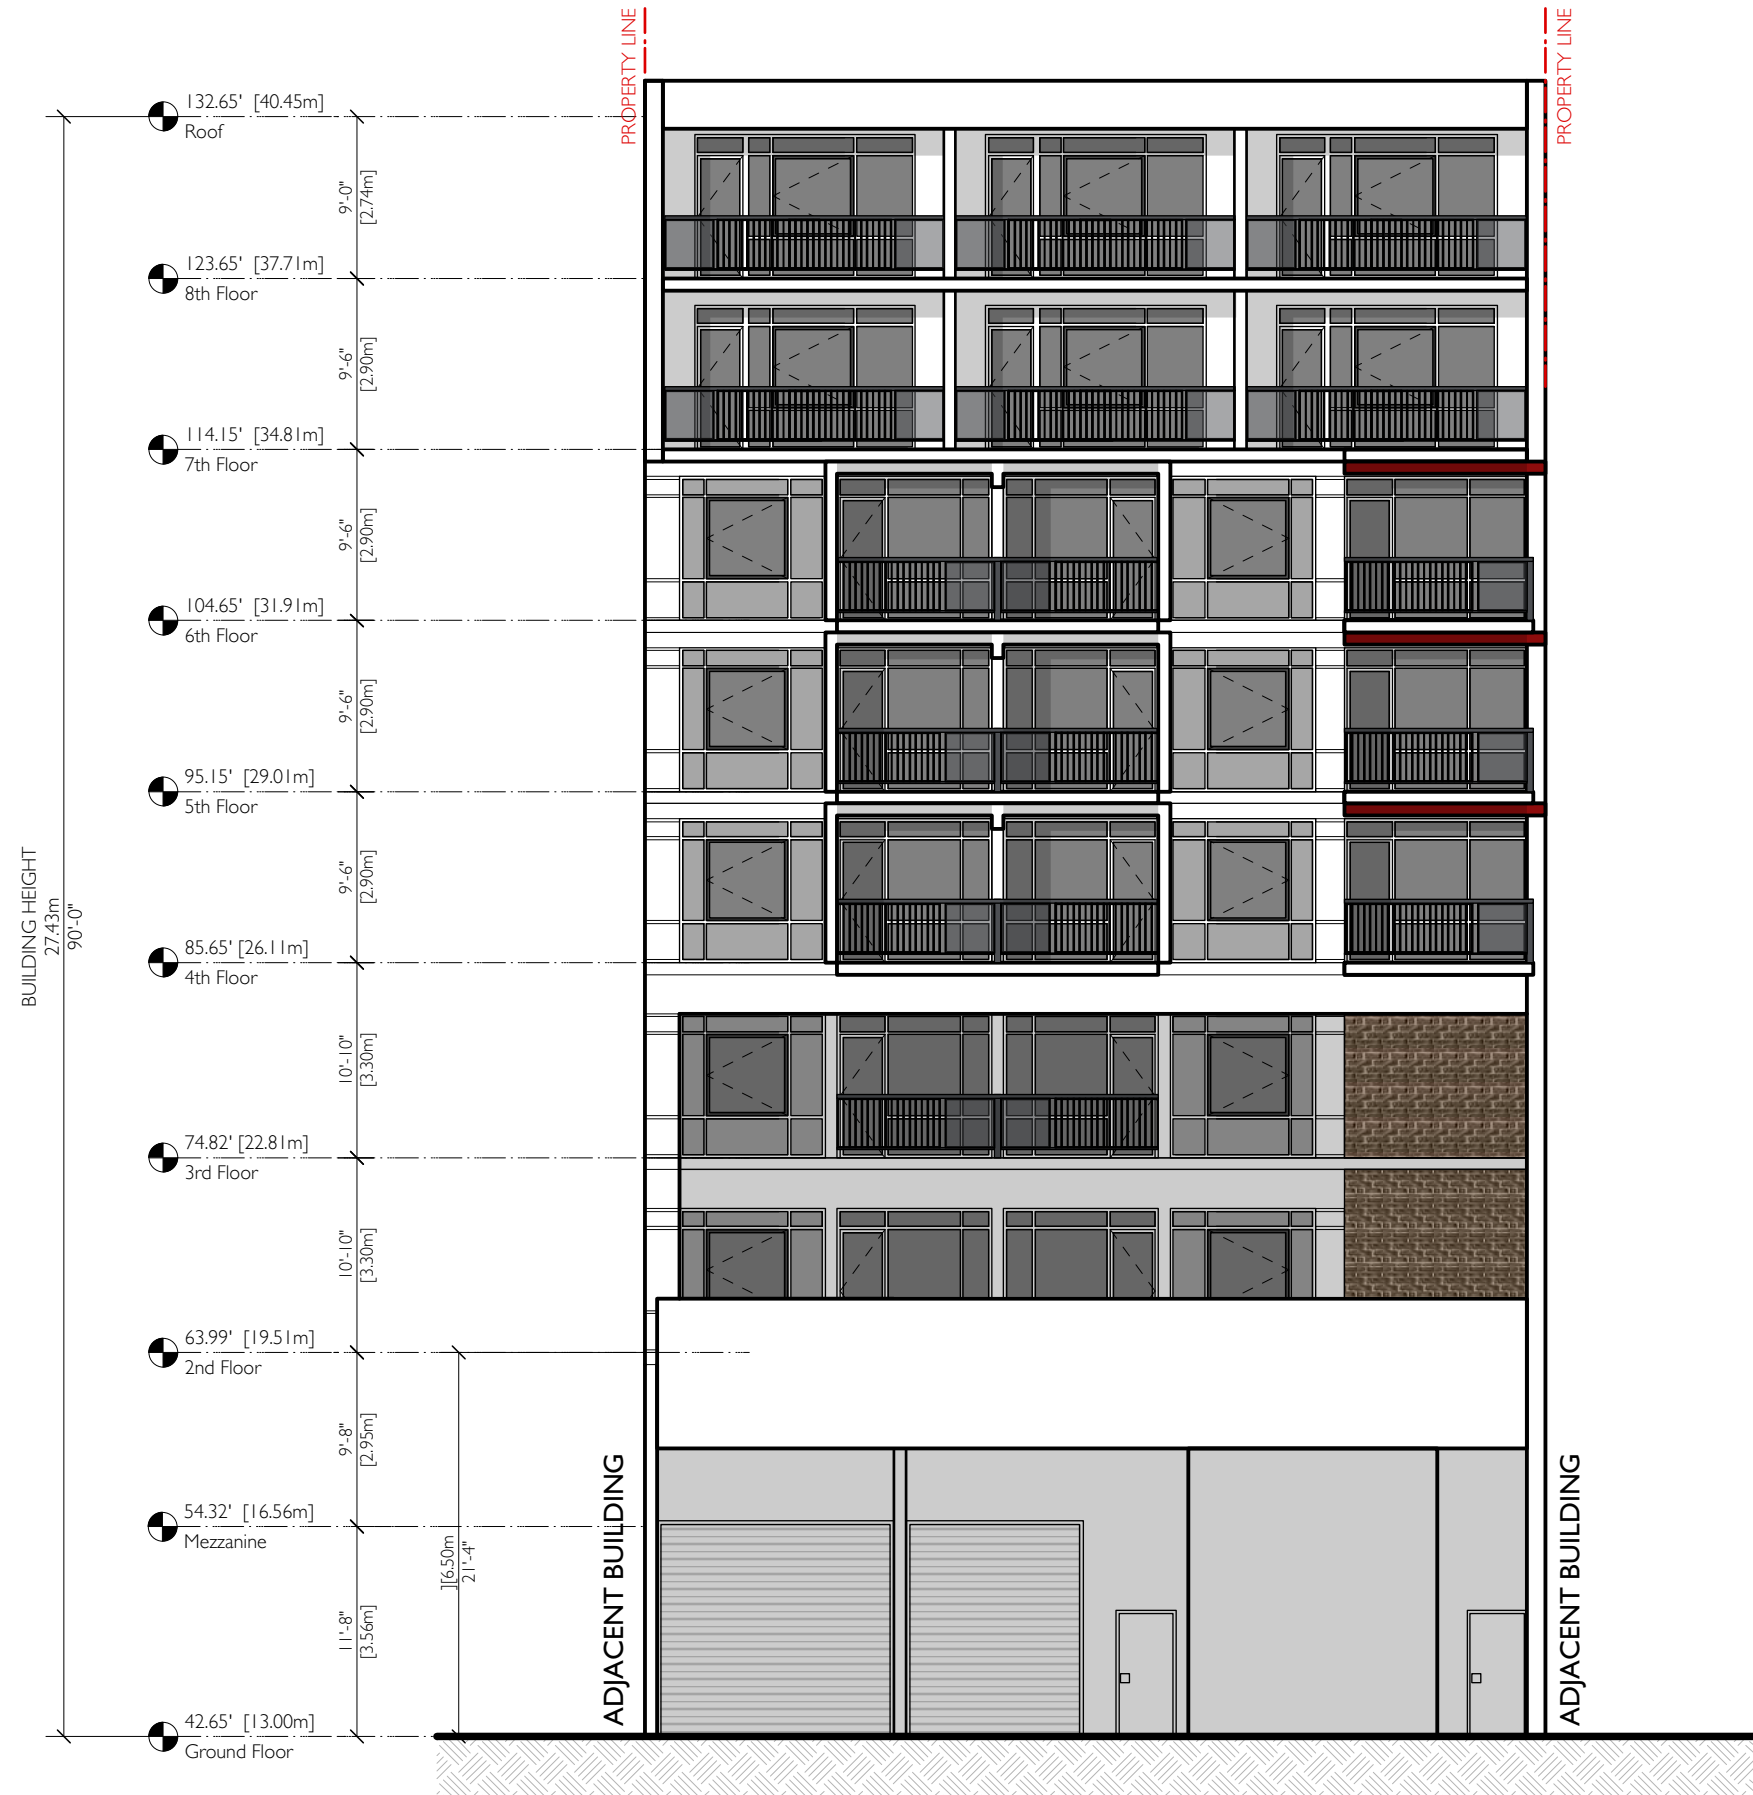 PROPERTY LINE
PROPERTY LINE
132.65' [40.45m]
Roof
9'-0"
[2.74m]
123.65' [37.71m]
8th Floor
9'-6"
[2.90m]
114.15' [34.81m]
7th Floor
9'-6"
[2.90m]
104.65' [31.91m]
6th Floor
9'-6"
[2.90m]
95.15' [29.01m]
5th Floor
9'-6"
[2.90m]
BUILDING HEIGHT
27.43m
90'-0"
85.65' [26.11m]
4th Floor
10'-10"
[3.30m]
74.82' [22.81m]
3rd Floor
10'-10"
[3.30m]
63.99' [19.51m]
2nd Floor
9'-8"
[2.95m]
54.32' [16.56m]
Mezzanine
][6.50m
21'-4"
11'-8"
[3.56m]
ADJACENT BUILDING
ADJACENT BUILDING
42.65' [13.00m]
Ground Floor